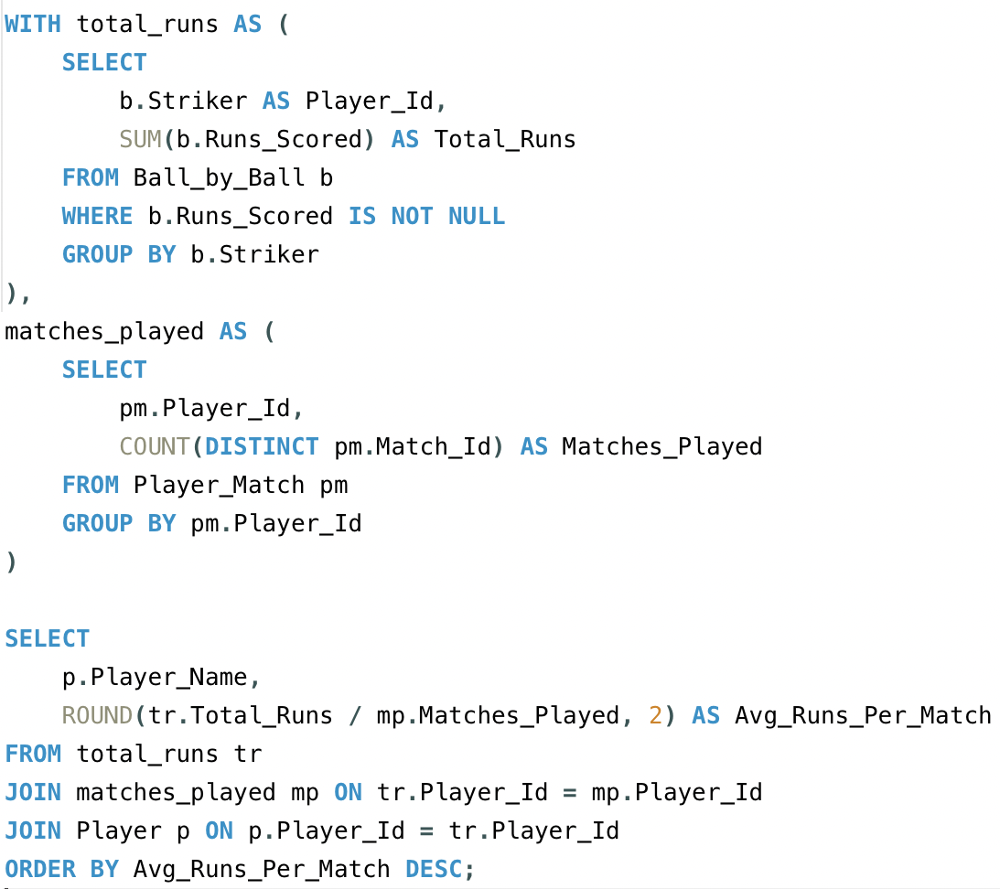 WITH total_runs AS (
    SELECT
        b.Striker AS Player_Id,
        SUM(b.Runs_Scored) AS Total_Runs
    FROM Ball_by_Ball b
    WHERE b.Runs_Scored IS NOT NULL
    GROUP BY b.Striker
),
matches_played AS (
    SELECT
        pm.Player_Id,
        COUNT(DISTINCT pm.Match_Id) AS Matches_Played
    FROM Player_Match pm
    GROUP BY pm.Player_Id
)

SELECT
    p.Player_Name,
    ROUND(tr.Total_Runs / mp.Matches_Played, 2) AS Avg_Runs_Per_Match
FROM total_runs tr
JOIN matches_played mp ON tr.Player_Id = mp.Player_Id
JOIN Player p ON p.Player_Id = tr.Player_Id
ORDER BY Avg_Runs_Per_Match DESC;